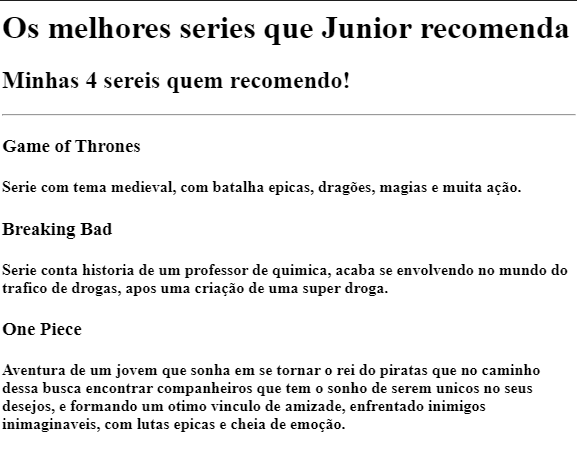 Os melhores series que Junior recomenda
Minhas 4 sereis quem recomendo!
Game of Thrones
Serie com tema medieval, com batalha epicas, dragões, magias e muita ação.
Breaking Bad
Serie conta historia de um professor de quimica, acaba se envolvendo no mundo do
trafico de drogas, apos uma criação de uma super droga.
One Piece
Aventura de um jovem que sonha em se tornar o rei do piratas que no caminho
dessa busca encontrar companheiros que tem o sonho de serem unicos no seus
desejos, e formando um otimo vinculo de amizade, enfrentado inimigos
inimaginaveis, com lutas epicas e cheia de emoção.